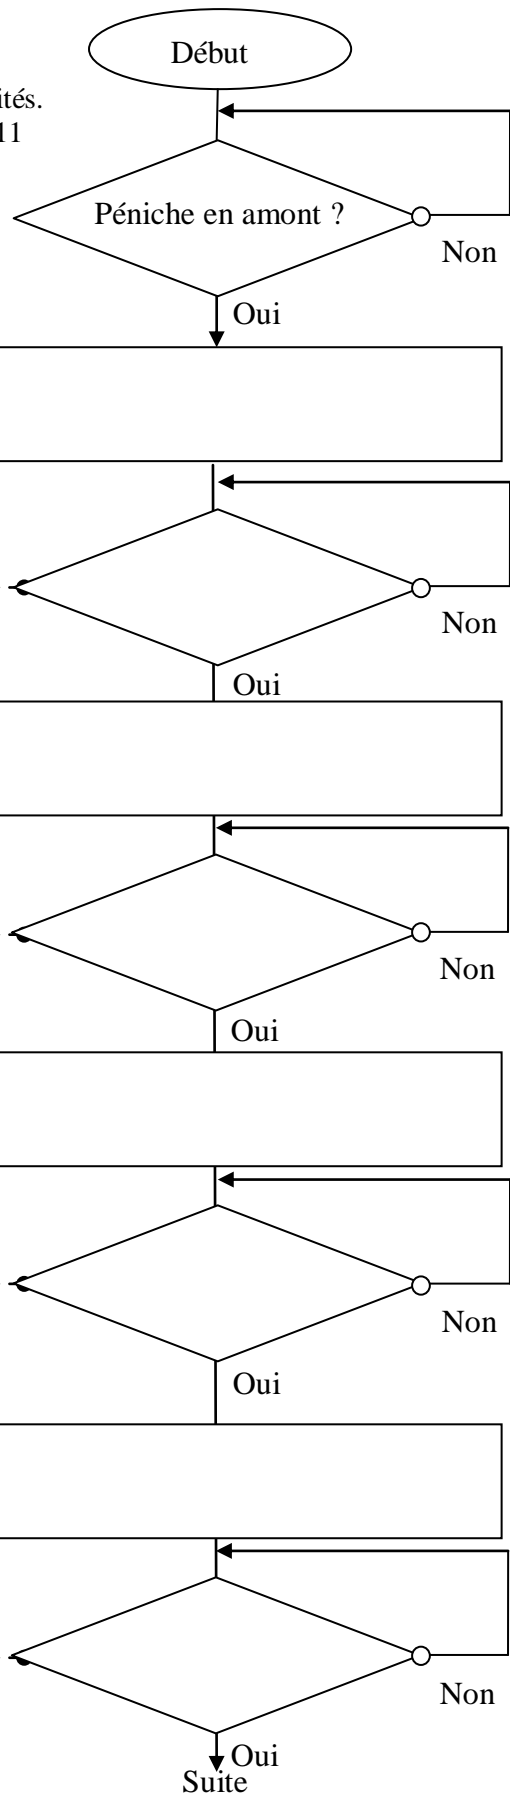 Début
ités.
11
Péniche en amont ?
Non
Oui
Non
Oui
Non
Oui
Non
Oui
Non
Oui
Suite